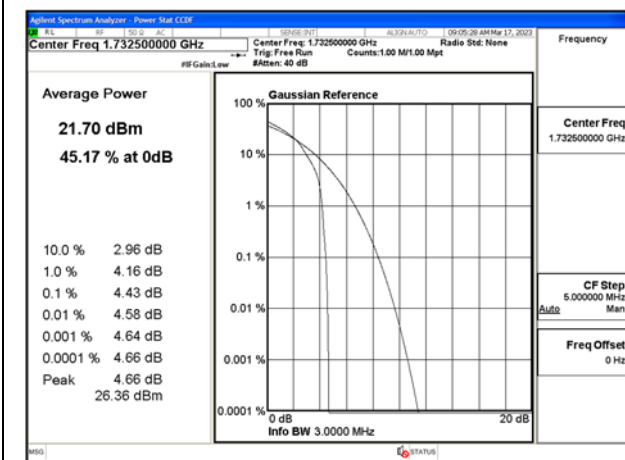 Agilent Spectrum Analyzer - Power Stat CCDF
RL RF 50 Ω AC SENSE:INT ALIGN AUTO 09:05:28 AM Mar 17, 2023
Center Freq 1.732500000 GHz
Center Freq: 1.732500000 GHz Radio Std: None
Trig: Free Run Counts:1.00 M/1.00 Mpt
#IFGain:Low #Atten: 40 dB
Frequency
Average Power
21.70 dBm
45.17 % at 0dB
10.0 % 2.96 dB
1.0 % 4.16 dB
0.1 % 4.43 dB
0.01 % 4.58 dB
0.001 % 4.64 dB
0.0001 % 4.66 dB
Peak 4.66 dB
26.36 dBm
Gaussian Reference
100 %
10 %
1 %
0.1 %
0.01 %
0.001 %
0.0001 %
0 dB 20 dB
Info BW 3.0000 MHz
Center Freq
1.732500000 GHz
CF Step
5.000000 MHz
Auto Man
Freq Offset
0 Hz
MSG STATUS